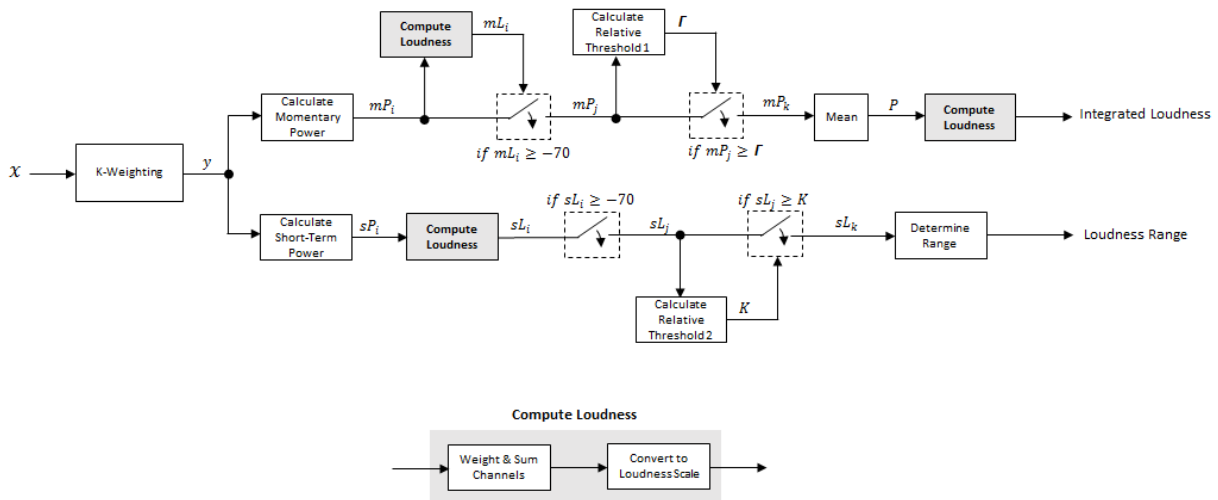 Compute
Loudness
mLᵢ
Calculate
Relative
Threshold 1
Γ
Calculate
Momentary
Power
mPᵢ
if mLᵢ ≥ −70
mPⱼ
if mPⱼ ≥ Γ
mPₖ
Mean
P
Compute
Loudness
Integrated Loudness
x
K-Weighting
y
Calculate
Short-Term
Power
sPᵢ
Compute
Loudness
sLᵢ
if sLᵢ ≥ −70
sLⱼ
if sLⱼ ≥ K
sLₖ
Determine
Range
Loudness Range
Calculate
Relative
Threshold 2
K
Compute Loudness
Weight & Sum
Channels
Convert to
Loudness Scale